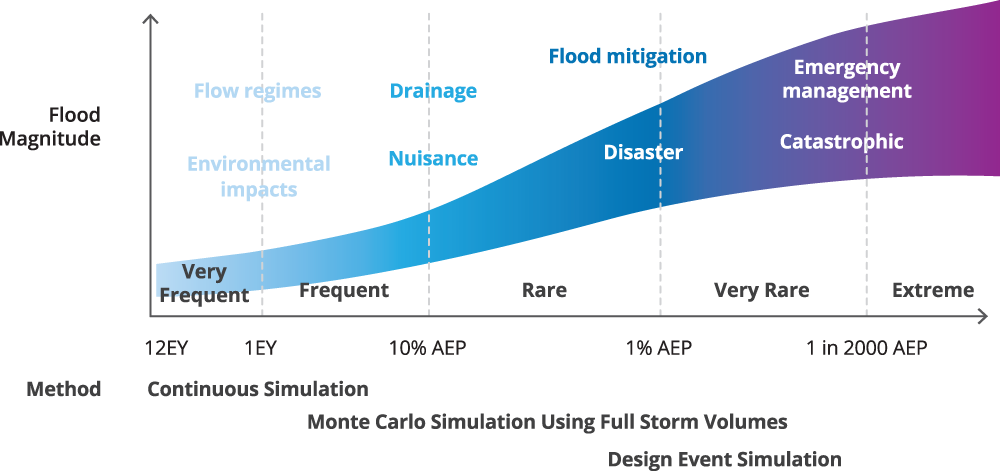 Flood mitigation
Flow regimes
Drainage
Emergency
management
Flood
Magnitude
Environmental
impacts
Nuisance
Disaster
Catastrophic
Very
Frequent
Frequent
Rare
Very Rare
Extreme
12EY
1EY
10% AEP
1% AEP
1 in 2000 AEP
Method
Continuous Simulation
Monte Carlo Simulation Using Full Storm Volumes
Design Event Simulation